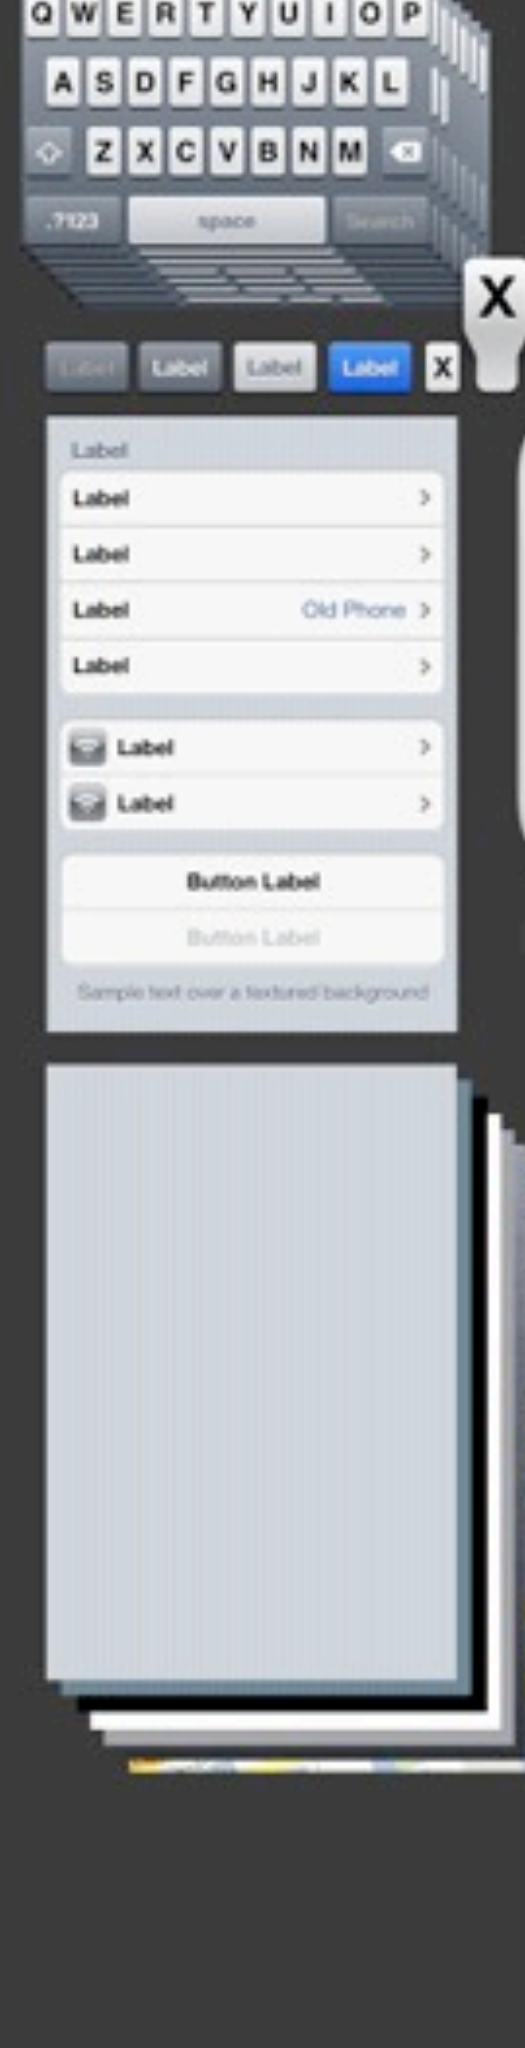 Q W E R T Y U I O P
A S D F G H J K L
Z X C V B N M
.?123 space Search
X
Label Label Label Label X
Label
Label
Label
Label Old Phone
Label
Label
Label
Button Label
Button Label
Sample text over a textured background